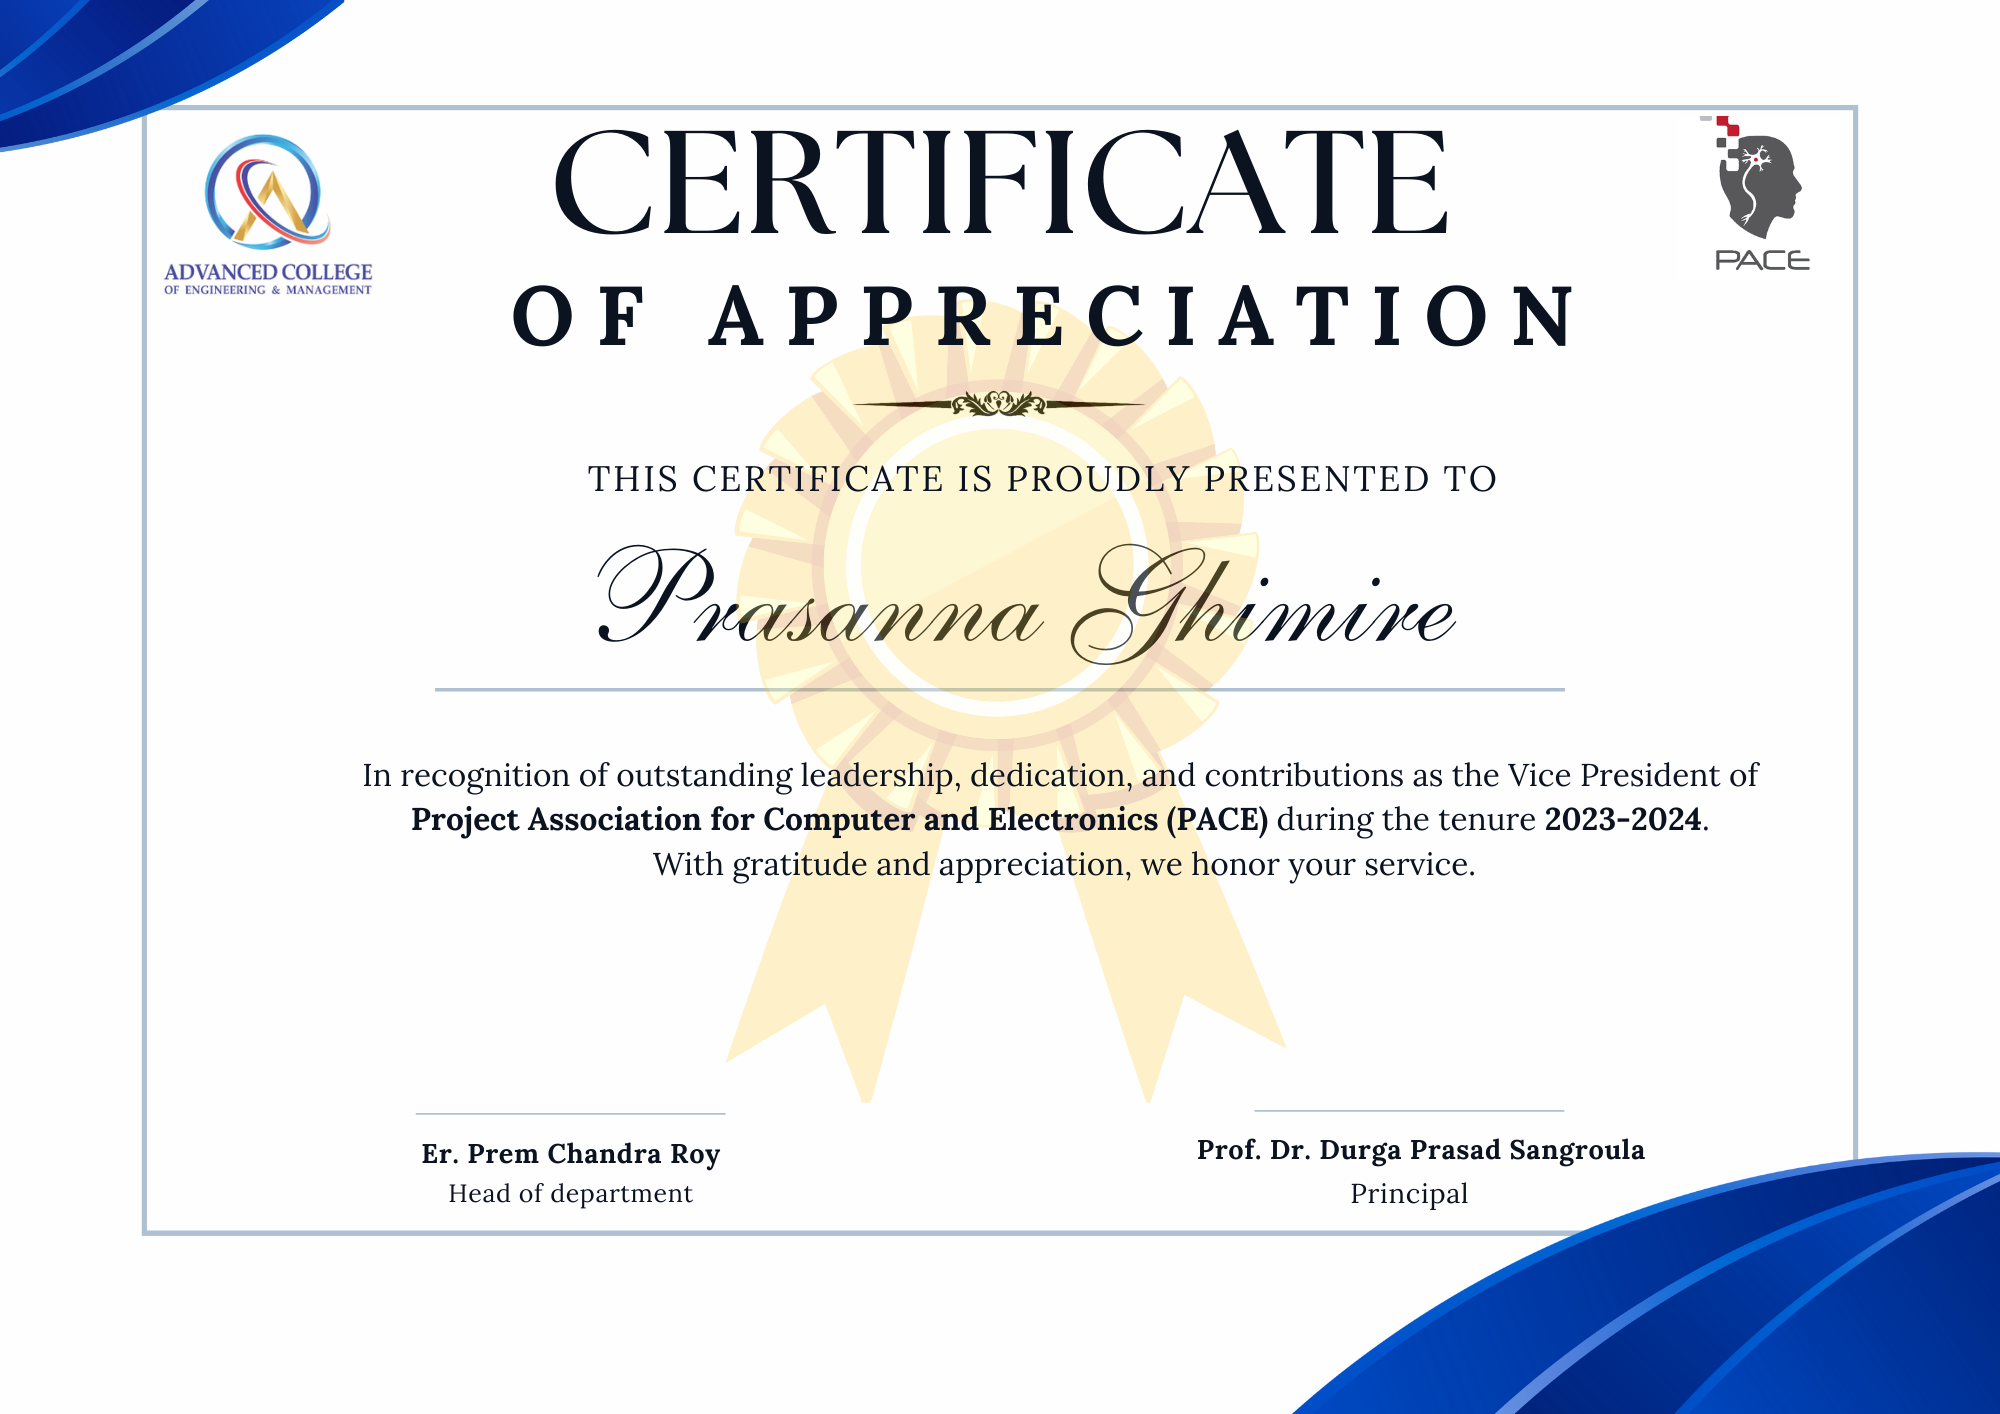 ADVANCED COLLEGE
OF ENGINEERING & MANAGEMENT
PACE
CERTIFICATE
OF APPRECIATION
THIS CERTIFICATE IS PROUDLY PRESENTED TO
Prasanna Ghimire
In recognition of outstanding leadership, dedication, and contributions as the Vice President of
Project Association for Computer and Electronics (PACE) during the tenure 2023-2024.
With gratitude and appreciation, we honor your service.
Er. Prem Chandra Roy
Head of department
Prof. Dr. Durga Prasad Sangroula
Principal